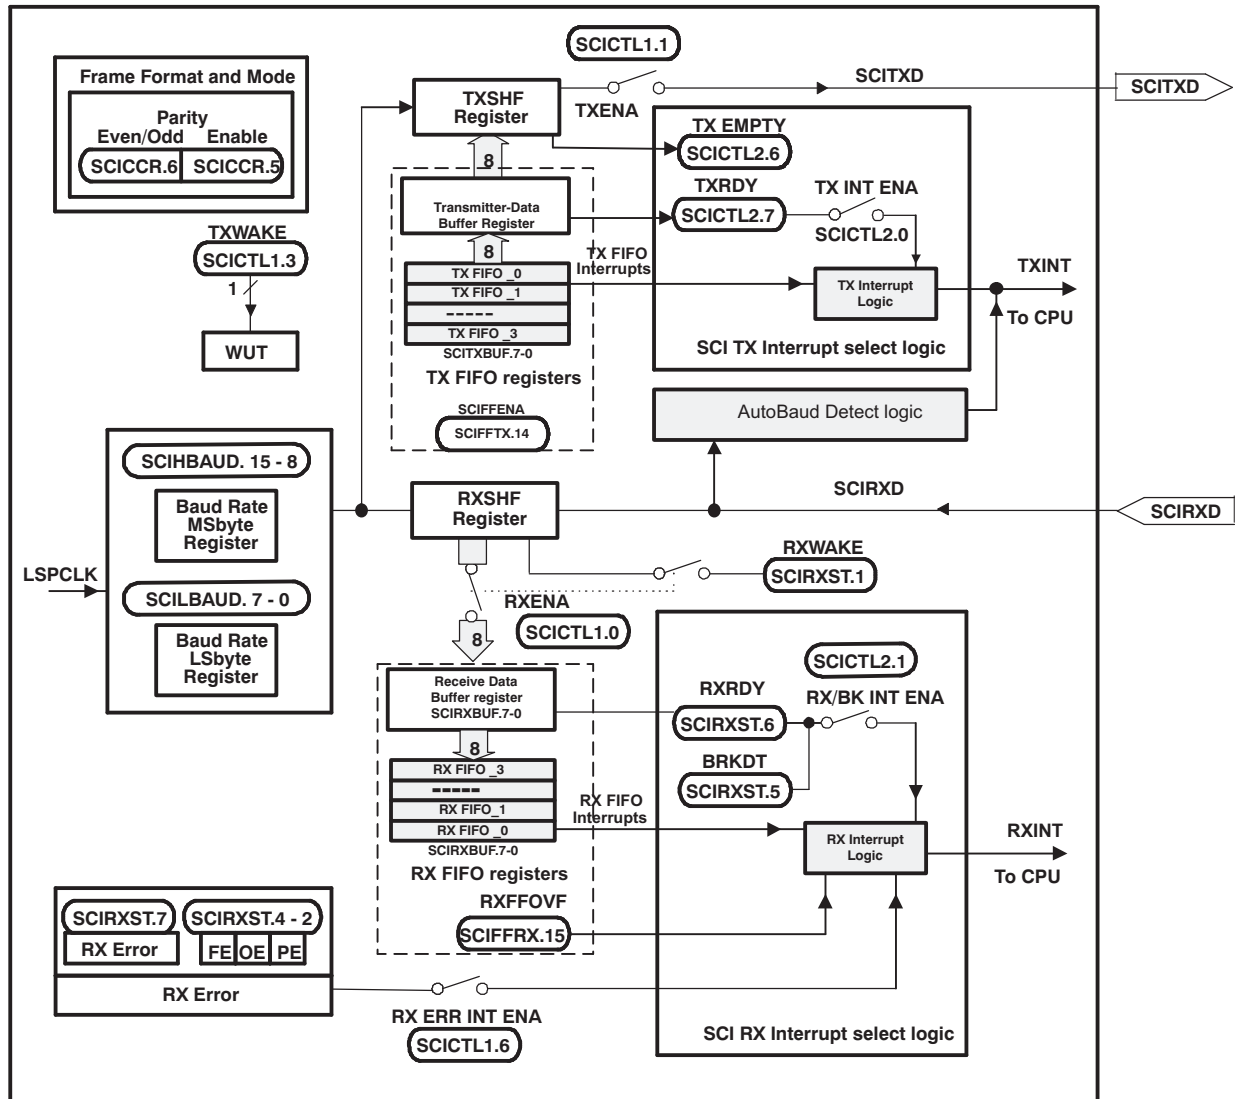 SCICTL1.1
Frame Format and Mode
Parity
Even/Odd Enable
SCICCR.6 SCICCR.5
TXWAKE
SCICTL1.3
1
WUT
TXSHF
Register
TXENA
SCITXD
SCITXD
8
Transmitter-Data
Buffer Register
8
TX FIFO _0
TX FIFO _1
-----
TX FIFO _3
SCITXBUF.7-0
TX FIFO registers
SCIFFENA
SCIFFTX.14
TX FIFO
Interrupts
TX EMPTY
SCICTL2.6
TXRDY
SCICTL2.7
TX INT ENA
SCICTL2.0
TX Interrupt
Logic
SCI TX Interrupt select logic
TXINT
To CPU
AutoBaud Detect logic
LSPCLK
SCIHBAUD. 15 - 8
Baud Rate
MSbyte
Register
SCILBAUD. 7 - 0
Baud Rate
LSbyte
Register
RXSHF
Register
SCIRXD
SCIRXD
RXWAKE
SCIRXST.1
RXENA
SCICTL1.0
8
Receive Data
Buffer register
SCIRXBUF.7-0
8
RX FIFO _3
-----
RX FIFO_1
RX FIFO _0
SCIRXBUF.7-0
RX FIFO registers
RXFFOVF
SCIFFRX.15
RX FIFO
Interrupts
SCICTL2.1
RXRDY
RX/BK INT ENA
SCIRXST.6
BRKDT
SCIRXST.5
RX Interrupt
Logic
RXINT
To CPU
SCI RX Interrupt select logic
SCIRXST.7
SCIRXST.4 - 2
RX Error
FE OE PE
RX Error
RX ERR INT ENA
SCICTL1.6